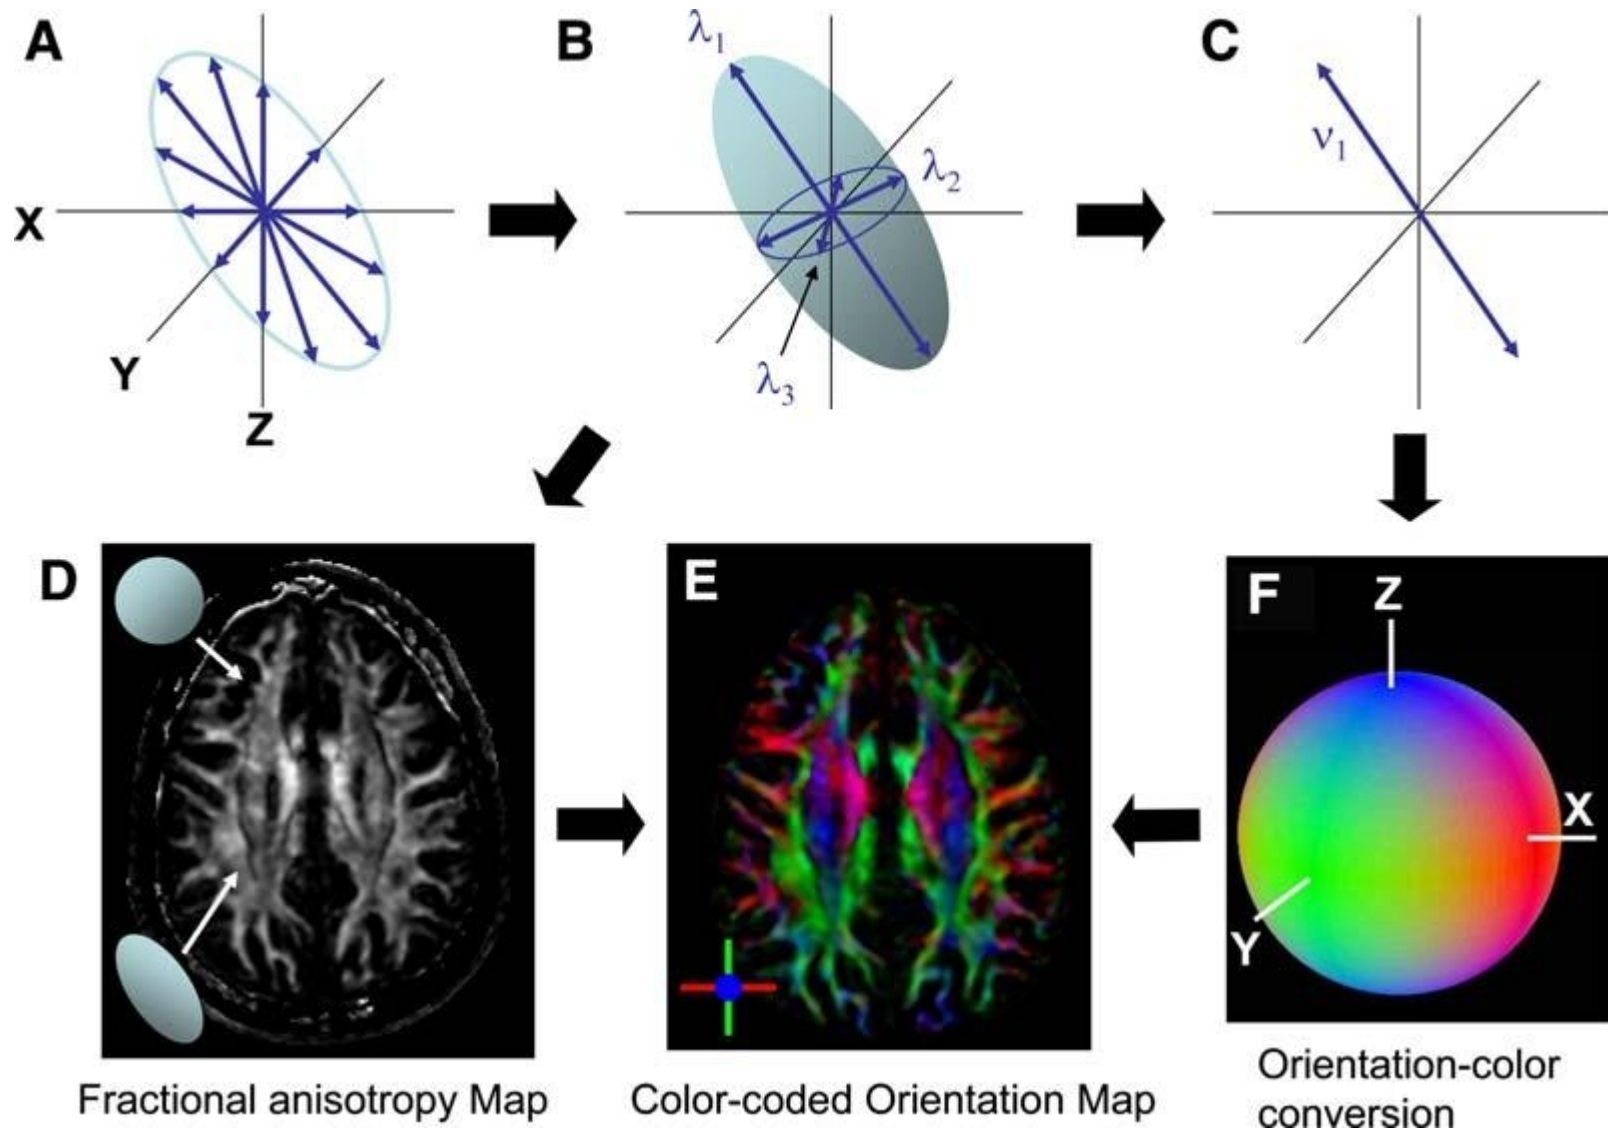 A
B
C
λ1
λ2
λ3
ν1
X
Y
Z
D
E
F
Z
X
Y
Fractional anisotropy Map
Color-coded Orientation Map
Orientation-color
conversion